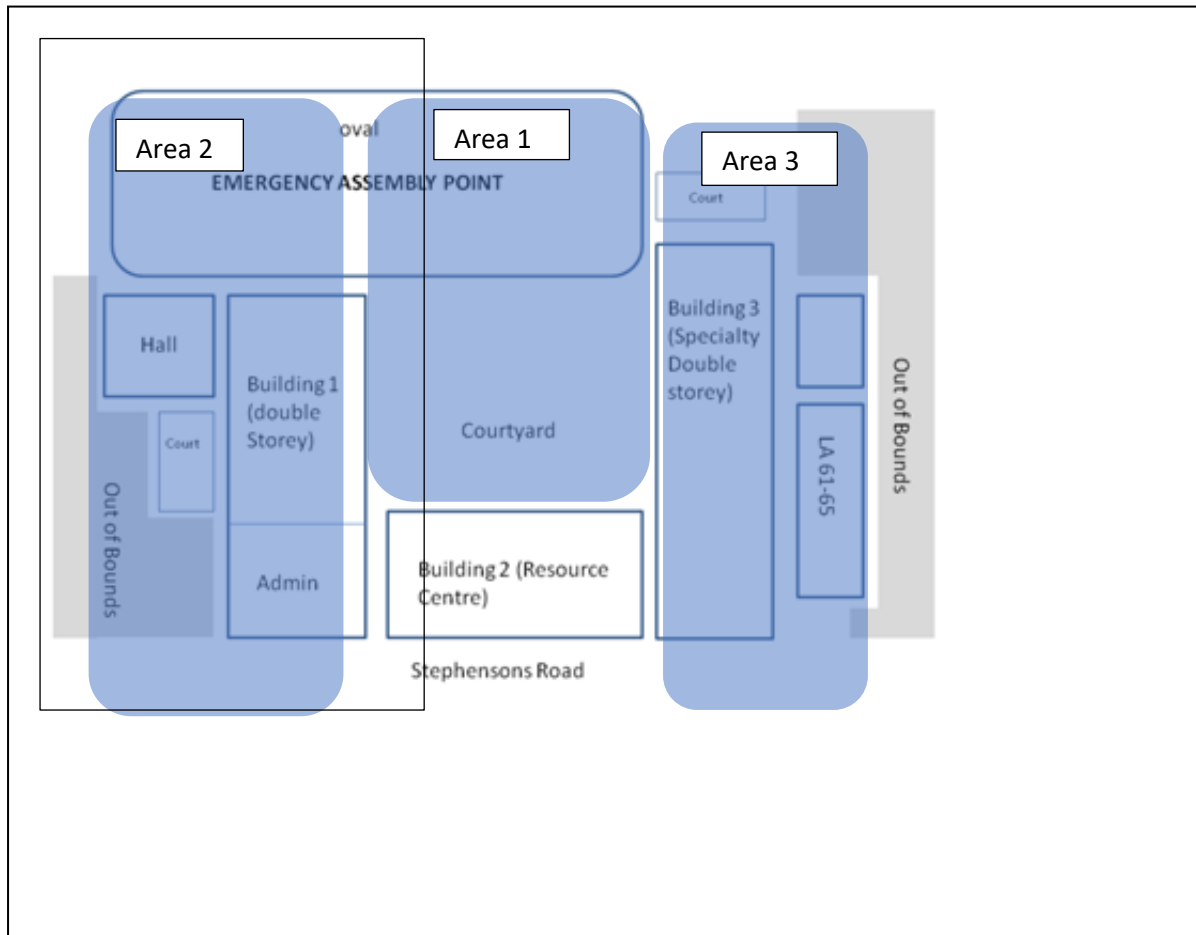 Area 2
oval
Area 1
EMERGENCY ASSEMBLY POINT
Area 3
Court
Hall
Building 1
(double
Storey)
Court
Out of Bounds
Admin
Courtyard
Building 2 (Resource
Centre)
Building 3
(Specialty
Double
storey)
LA 61-65
Out of Bounds
Stephensons Road